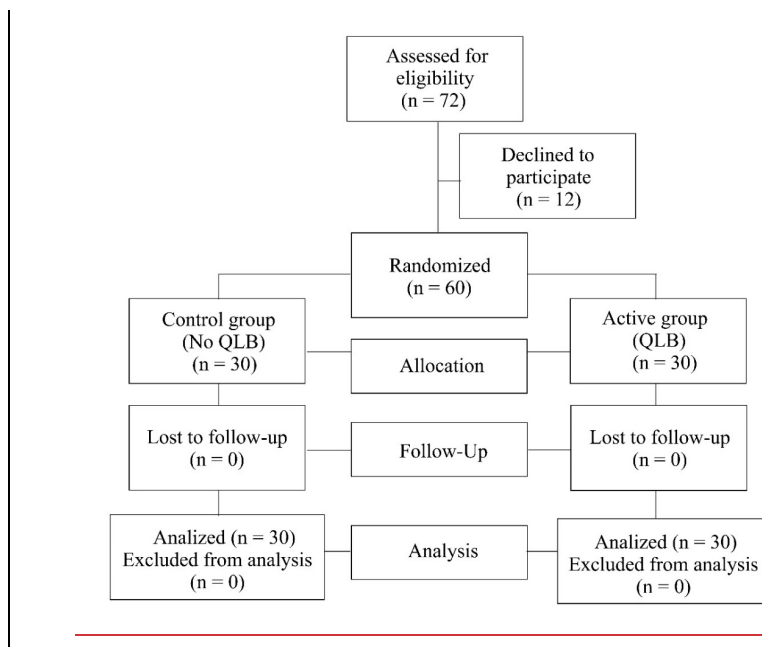 Assessed for
eligibility
(n = 72)
Declined to
participate
(n = 12)
Randomized
(n = 60)
Control group
(No QLB)
(n = 30)
Allocation
Active group
(QLB)
(n = 30)
Lost to follow-up
(n = 0)
Follow-Up
Lost to follow-up
(n = 0)
Analized (n = 30)
Excluded from analysis
(n = 0)
Analysis
Analized (n = 30)
Excluded from analysis
(n = 0)